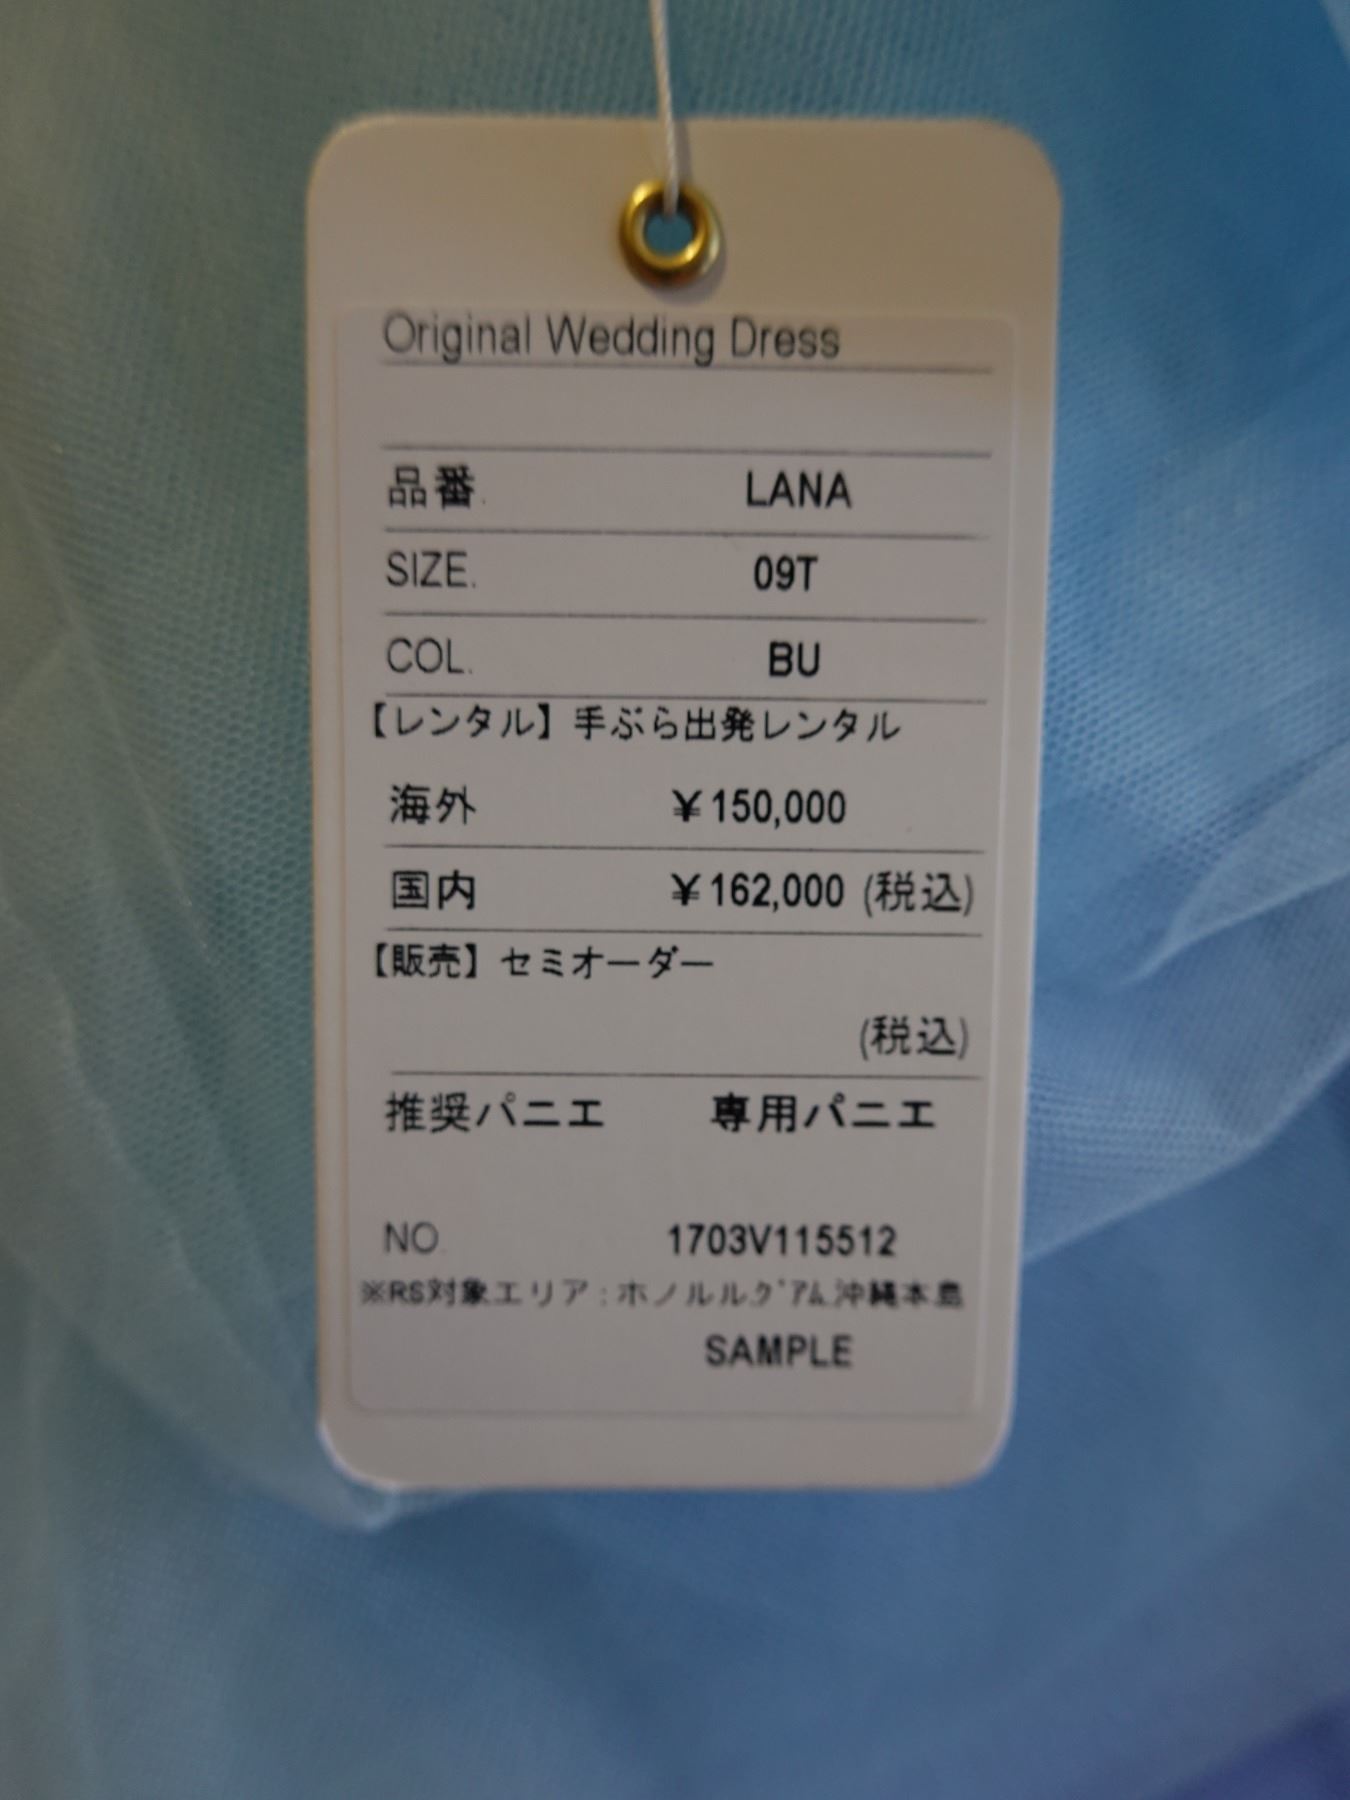 Original Wedding Dress
品番. LANA
SIZE. 09T
COL. BU
【レンタル】手ぶら出発レンタル
海外 ￥150,000
国内 ￥162,000 (税込)
【販売】セミオーダー
(税込)
推奨パニエ 専用パニエ
NO. 1703V115512
※RS対象エリア:ホノルルグアム沖縄本島
SAMPLE